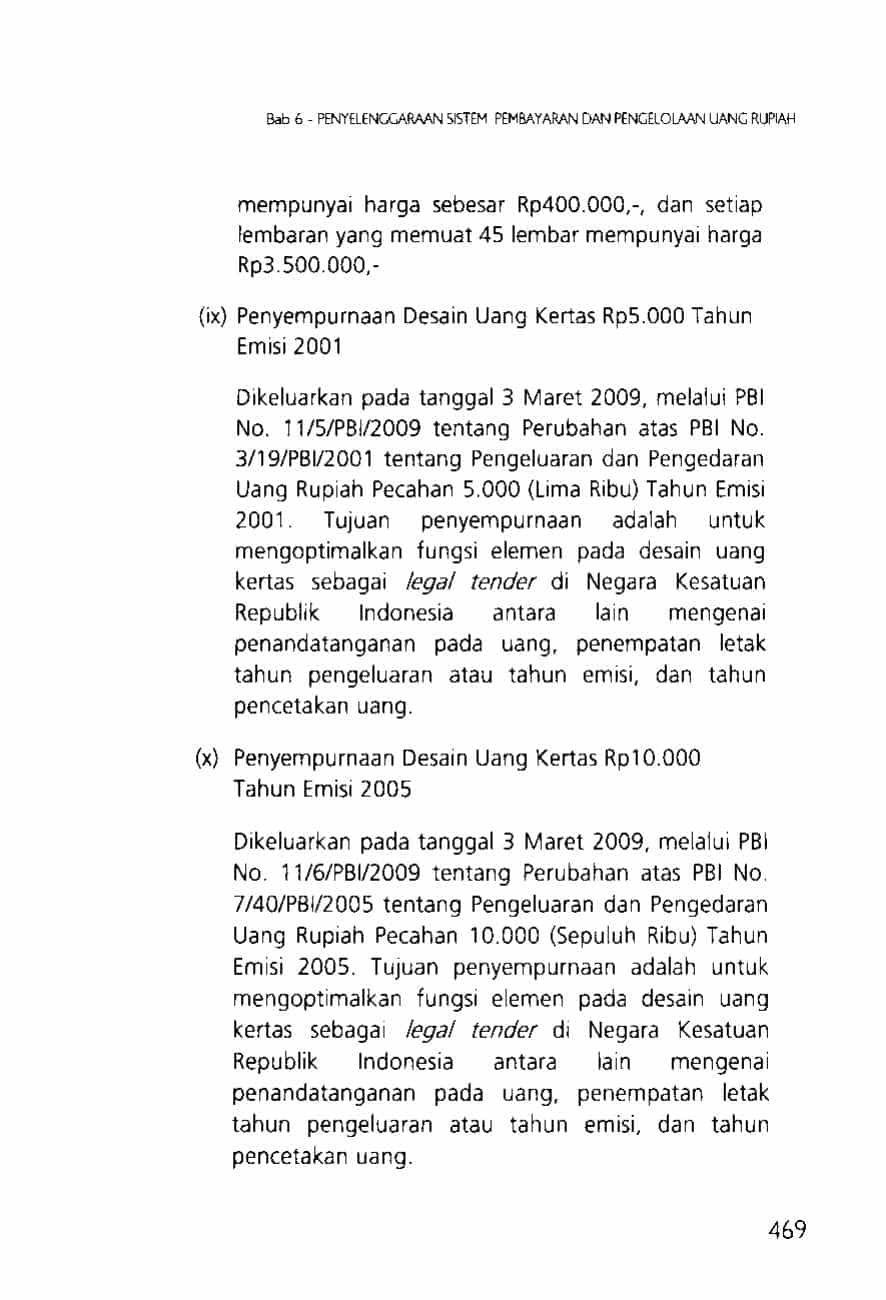 Bab 6 - PENYELENGGARAAN SISTEM PEMBAYARAN DAN PENGELOLAAN UANG RUPIAH
mempunyai harga sebesar Rp400.000,-, dan setiap
lembaran yang memuat 45 lembar mempunyai harga
Rp3.500.000,-
(ix) Penyempurnaan Desain Uang Kertas Rp5.000 Tahun
Emisi 2001
Dikeluarkan pada tanggal 3 Maret 2009, melalui PBI
No. 11/5/PBI/2009 tentang Perubahan atas PBI No.
3/19/PBI/2001 tentang Pengeluaran dan Pengedaran
Uang Rupiah Pecahan 5.000 (Lima Ribu) Tahun Emisi
2001. Tujuan penyempurnaan adalah untuk
mengoptimalkan fungsi elemen pada desain uang
kertas sebagai legal tender di Negara Kesatuan
Republik Indonesia antara lain mengenai
penandatanganan pada uang, penempatan letak
tahun pengeluaran atau tahun emisi, dan tahun
pencetakan uang.
(x) Penyempurnaan Desain Uang Kertas Rp10.000
Tahun Emisi 2005
Dikeluarkan pada tanggal 3 Maret 2009, melalui PBI
No. 11/6/PBI/2009 tentang Perubahan atas PBI No.
7/40/PBI/2005 tentang Pengeluaran dan Pengedaran
Uang Rupiah Pecahan 10.000 (Sepuluh Ribu) Tahun
Emisi 2005. Tujuan penyempurnaan adalah untuk
mengoptimalkan fungsi elemen pada desain uang
kertas sebagai legal tender di Negara Kesatuan
Republik Indonesia antara lain mengenai
penandatanganan pada uang, penempatan letak
tahun pengeluaran atau tahun emisi, dan tahun
pencetakan uang.
469